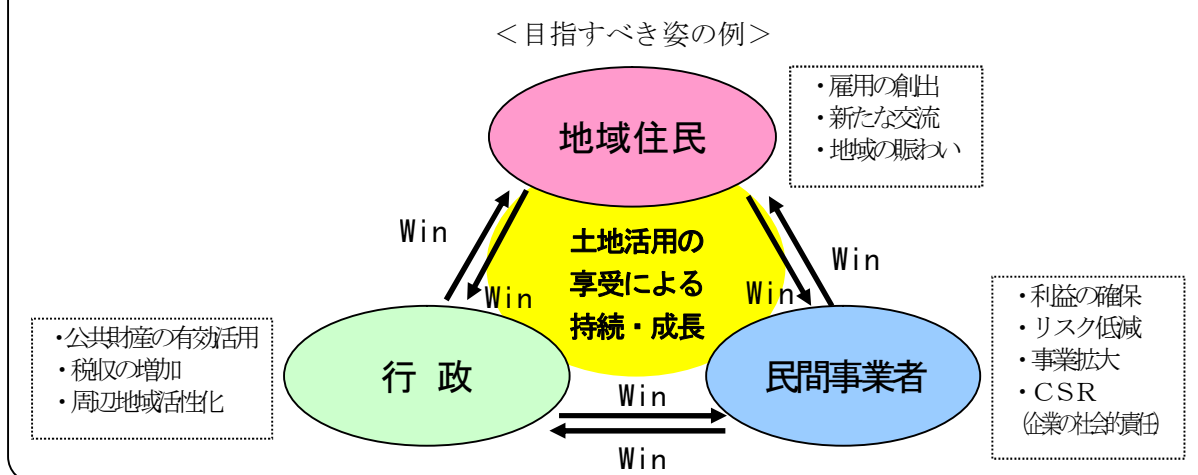 ＜目指すべき姿の例＞
地域住民
・雇用の創出
・新たな交流
・地域の賑わい
Win
Win
土地活用の
享受による
持続・成長
Win
Win
・公共財産の有効活用
・税収の増加
・周辺地域活性化
行 政
Win
Win
民間事業者
・利益の確保
・リスク低減
・事業拡大
・ＣＳＲ
(企業の社会的責任)